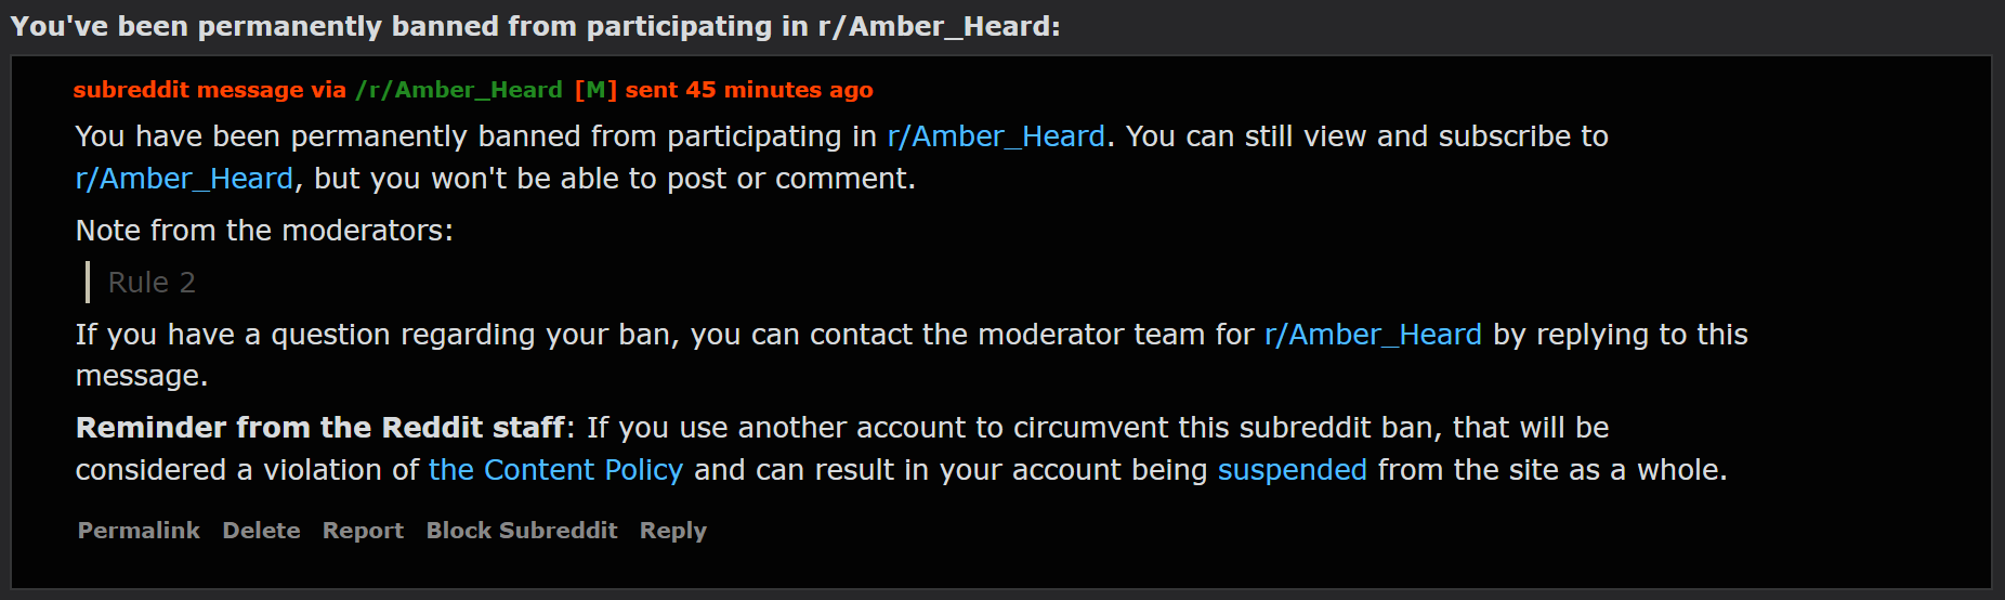 You've been permanently banned from participating in r/Amber_Heard:
subreddit message via /r/Amber_Heard [M] sent 45 minutes ago
You have been permanently banned from participating in r/Amber_Heard. You can still view and subscribe to
r/Amber_Heard, but you won't be able to post or comment.
Note from the moderators:
Rule 2
If you have a question regarding your ban, you can contact the moderator team for r/Amber_Heard by replying to this
message.
Reminder from the Reddit staff: If you use another account to circumvent this subreddit ban, that will be
considered a violation of the Content Policy and can result in your account being suspended from the site as a whole.
Permalink Delete Report Block Subreddit Reply